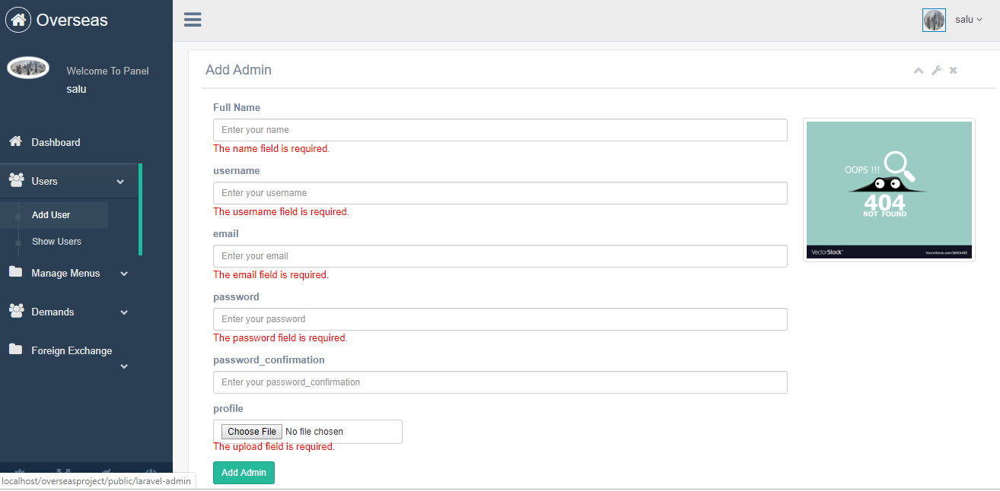 Overseas
salu
Welcome To Panel
salu
Dashboard
Users
Add User
Show Users
Manage Menus
Demands
Foreign Exchange
Add Admin
Full Name
Enter your name
The name field is required.
username
Enter your username
The username field is required.
email
Enter your email
The email field is required.
password
Enter your password
The password field is required.
password_confirmation
Enter your password_confirmation
profile
Choose File No file chosen
The upload field is required.
Add Admin
OOPS !!!
404
NOT FOUND
VectorStock®
localhost/overseasproject/public/laravel-admin